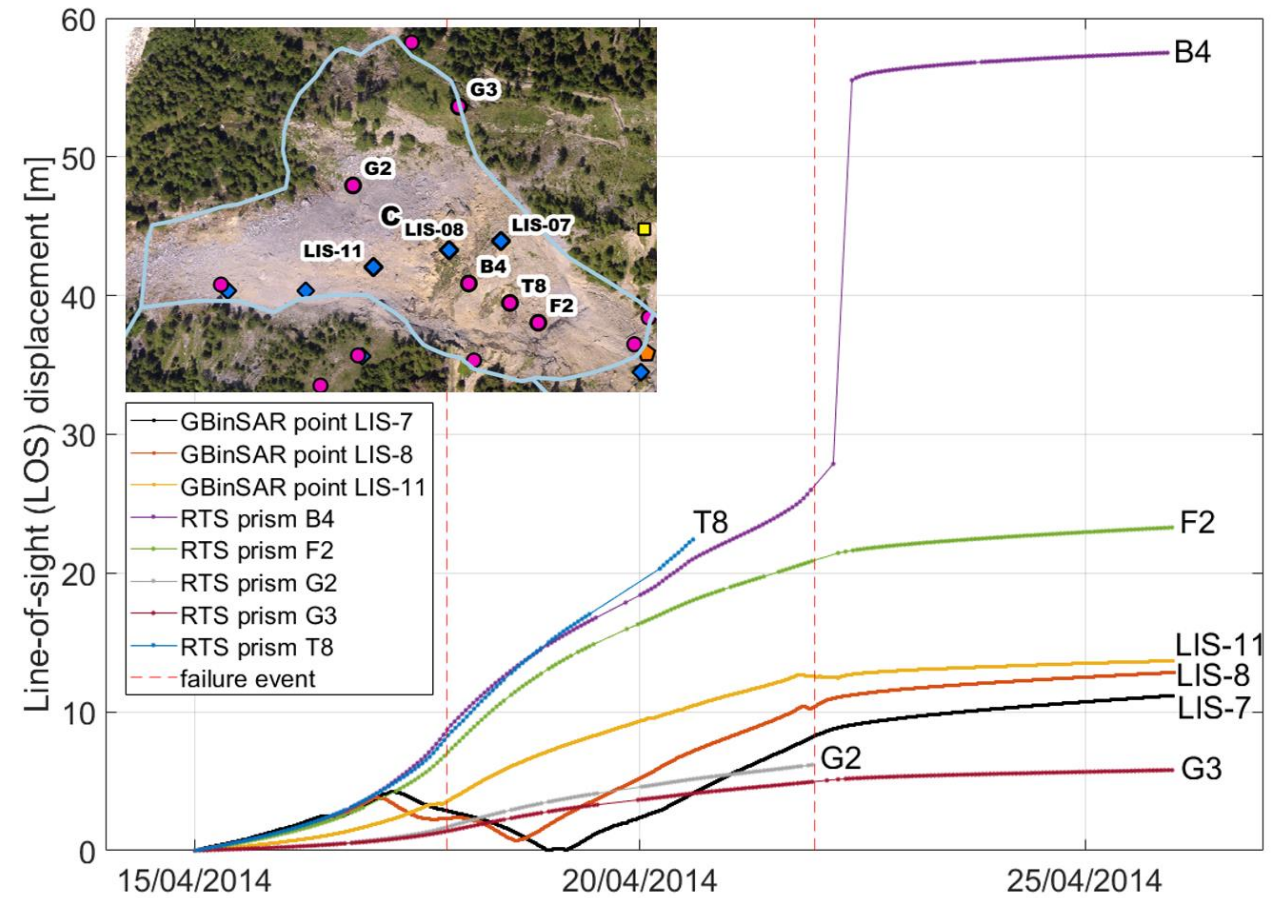 Line-of-sight (LOS) displacement [m]
60
50
40
30
20
10
0
15/04/2014
20/04/2014
25/04/2014
G3
G2
C
LIS-08
LIS-07
LIS-11
B4
T8
F2
GBinSAR point LIS-7
GBinSAR point LIS-8
GBinSAR point LIS-11
RTS prism B4
RTS prism F2
RTS prism G2
RTS prism G3
RTS prism T8
failure event
B4
T8
F2
LIS-11
LIS-8
LIS-7
G2
G3